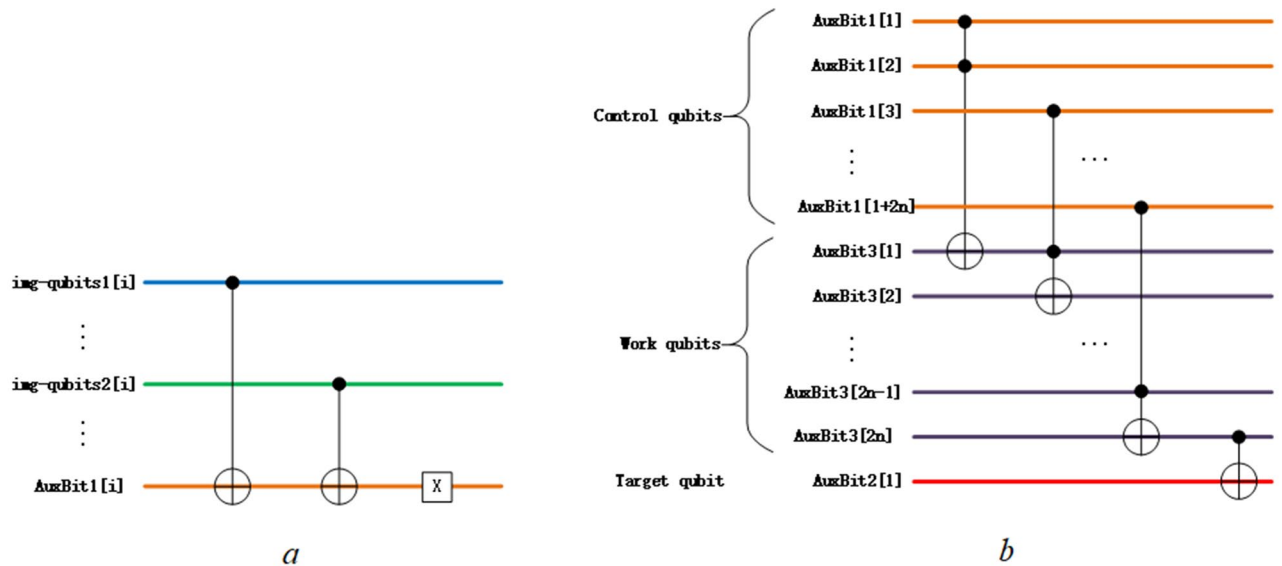 img-qubits1[i]
⋮
img-qubits2[i]
⋮
AuxBit1[i]
X
a
Control qubits
AuxBit1[1]
AuxBit1[2]
AuxBit1[3]
⋮
...
AuxBit1[1+2n]
Work qubits
AuxBit3[1]
AuxBit3[2]
⋮
...
AuxBit3[2n-1]
AuxBit3[2n]
Target qubit
AuxBit2[1]
b